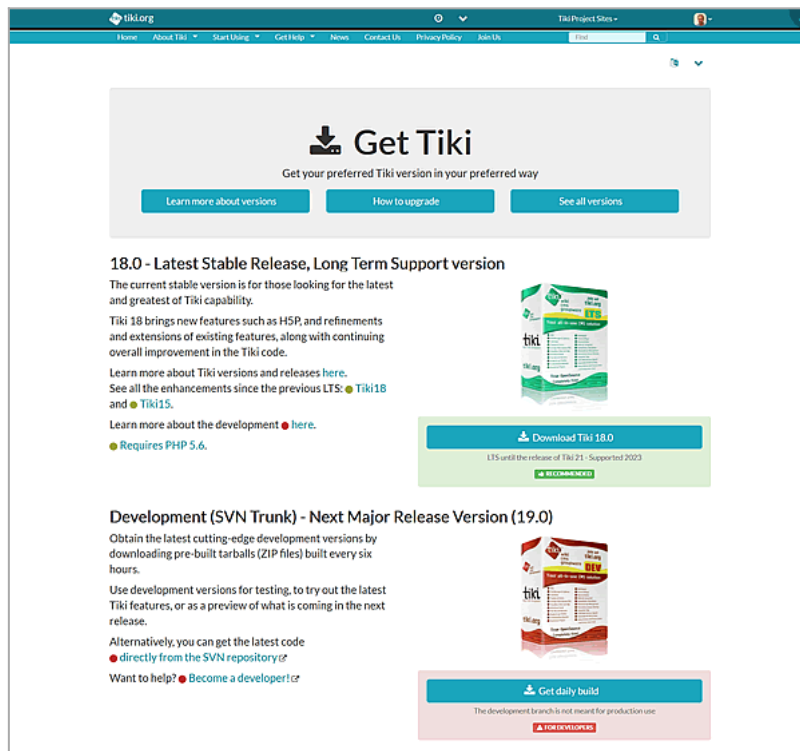 tiki.org
Tiki Project Sites
Home About Tiki Start Using Get Help News Contact Us Privacy Policy Join Us Find
Get Tiki
Get your preferred Tiki version in your preferred way
Learn more about versions How to upgrade See all versions
18.0 - Latest Stable Release, Long Term Support version
The current stable version is for those looking for the latest
and greatest of Tiki capability.
Tiki 18 brings new features such as H5P, and refinements
and extensions of existing features, along with continuing
overall improvement in the Tiki code.
Learn more about Tiki versions and releases here.
See all the enhancements since the previous LTS: Tiki18
and Tiki15.
Learn more about the development here.
Requires PHP 5.6.
tiki
LTS
tiki
tiki.org
Download Tiki 18.0
LTS until the release of Tiki 21 - Supported 2023
RECOMMENDED
Development (SVN Trunk) - Next Major Release Version (19.0)
Obtain the latest cutting-edge development versions by
downloading pre-built tarballs (ZIP files) built every six
hours.
Use development versions for testing, to try out the latest
Tiki features, or as a preview of what is coming in the next
release.
Alternatively, you can get the latest code
directly from the SVN repository
Want to help? Become a developer!
tiki
DEV
tiki
tiki.org
Get daily build
The development branch is not meant for production use
FOR DEVELOPERS